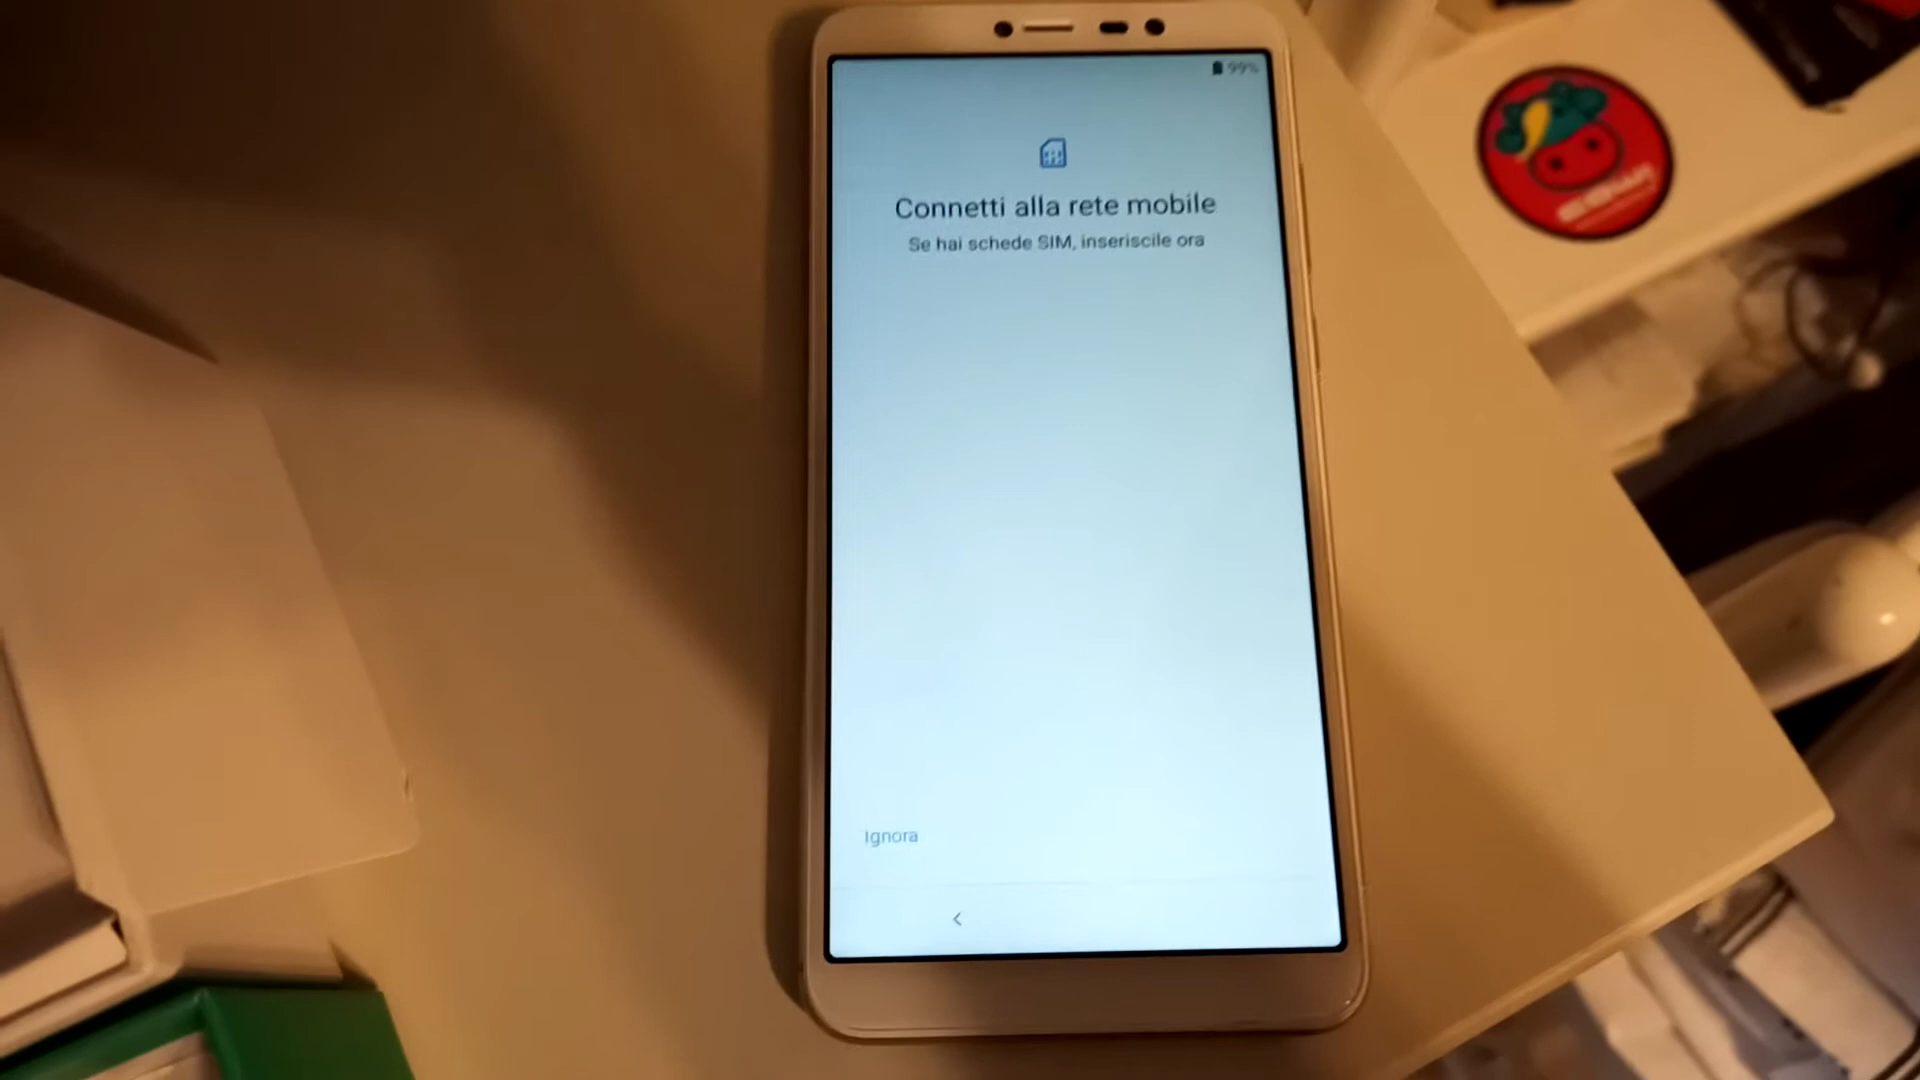 99%
Connetti alla rete mobile
Se hai schede SIM, inseriscile ora
Ignora